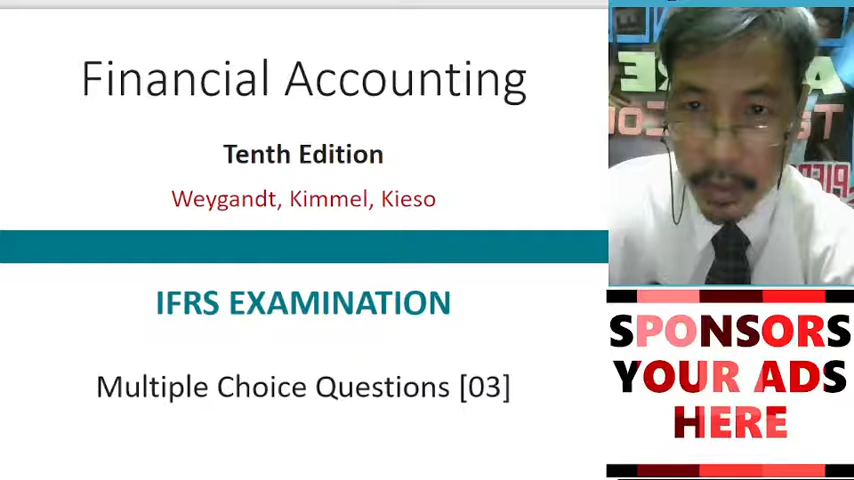 Financial Accounting
Tenth Edition
Weygandt, Kimmel, Kieso
IFRS EXAMINATION
Multiple Choice Questions [03]
SPONSORS
YOUR ADS
HERE